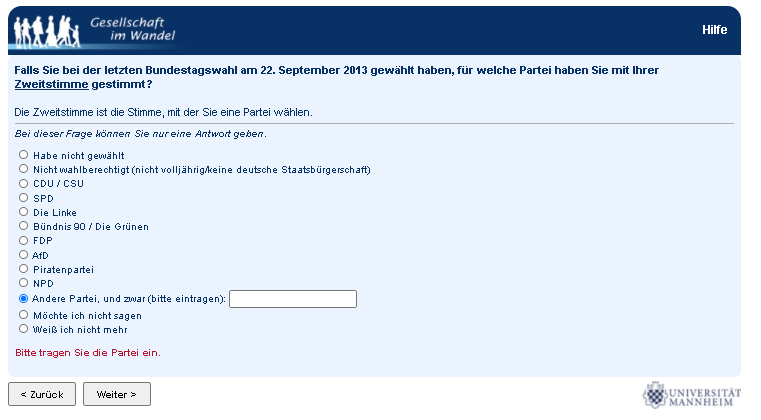 Gesellschaft
im Wandel
Hilfe
Falls Sie bei der letzten Bundestagswahl am 22. September 2013 gewählt haben, für welche Partei haben Sie mit Ihrer
Zweitstimme gestimmt?
Die Zweitstimme ist die Stimme, mit der Sie eine Partei wählen.
Bei dieser Frage können Sie nur eine Antwort geben.
Habe nicht gewählt
Nicht wahlberechtigt (nicht volljährig/keine deutsche Staatsbürgerschaft)
CDU / CSU
SPD
Die Linke
Bündnis 90 / Die Grünen
FDP
AfD
Piratenpartei
NPD
Andere Partei, und zwar (bitte eintragen):
Möchte ich nicht sagen
Weiß ich nicht mehr
Bitte tragen Sie die Partei ein.
< Zurück
Weiter >
UNIVERSITÄT
MANNHEIM